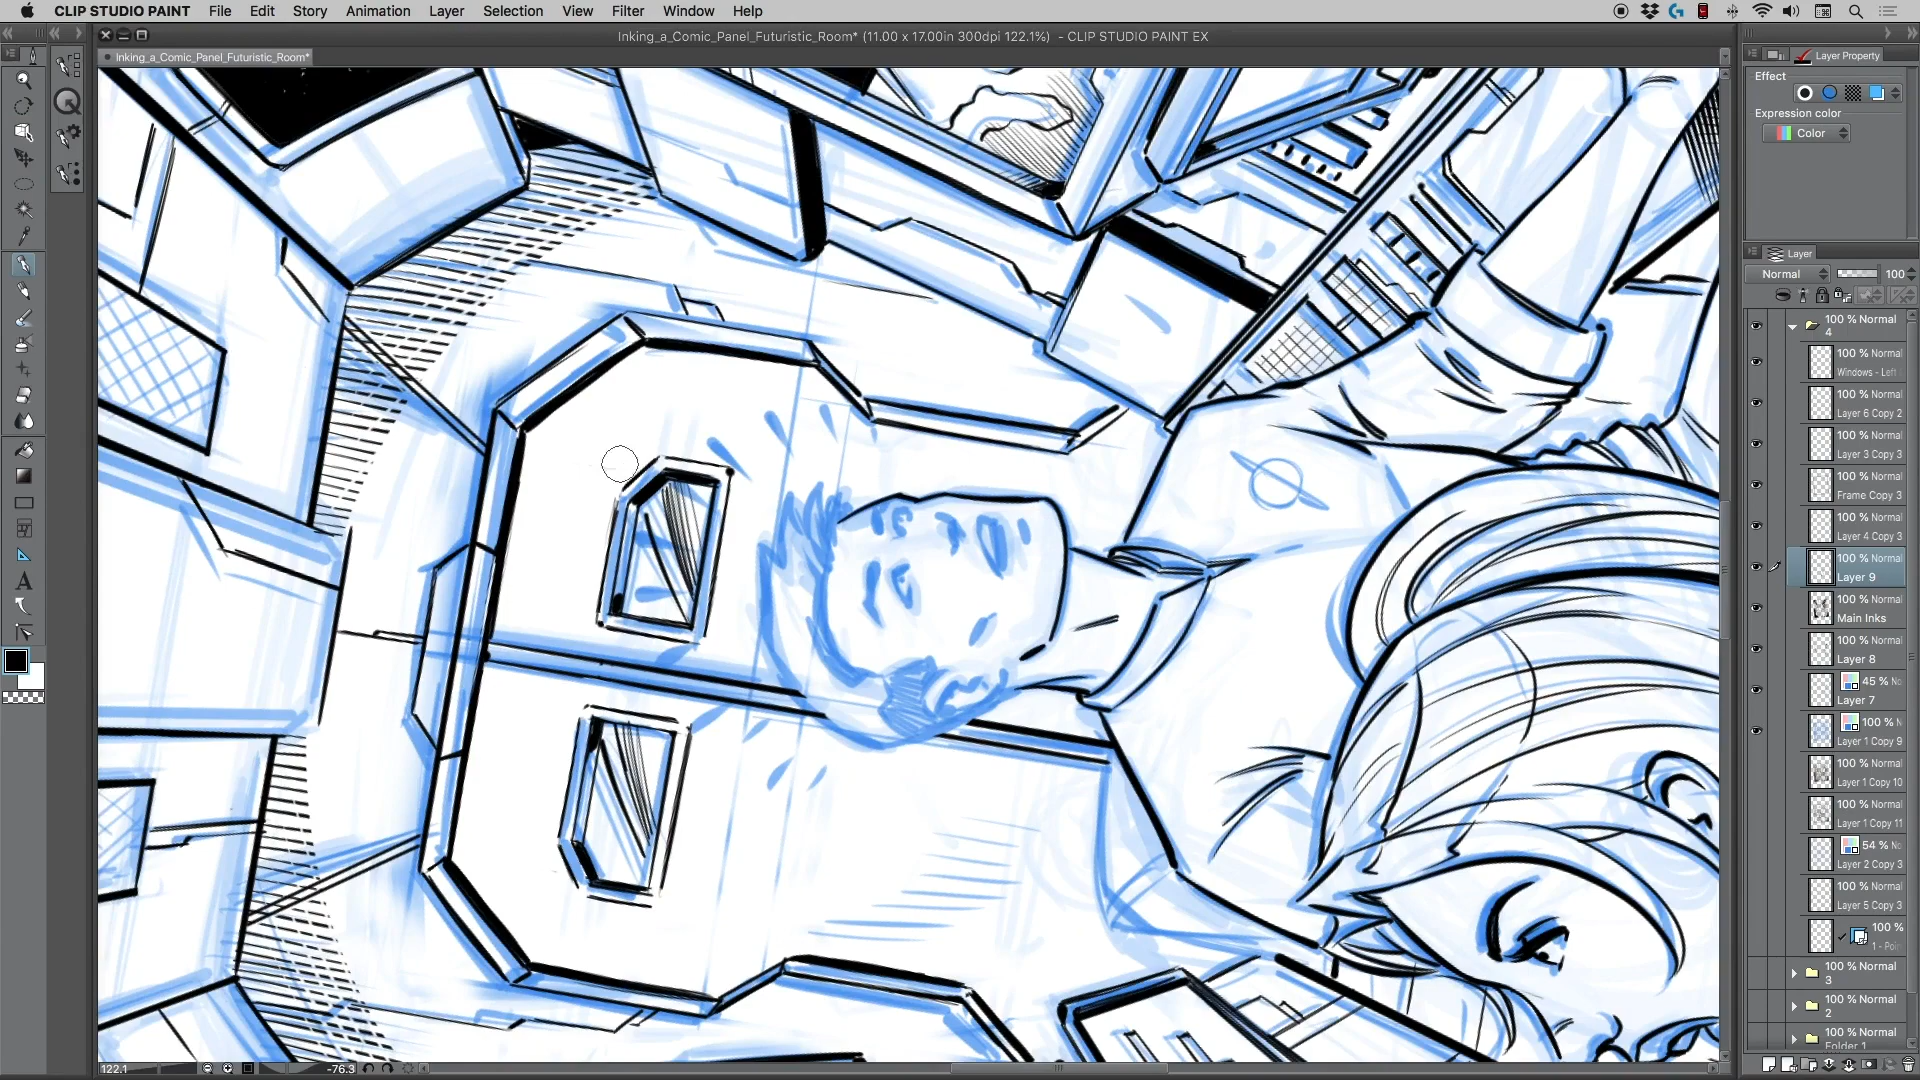 CLIP STUDIO PAINT File Edit Story Animation Layer Selection View Filter Window Help
Inking_a_Comic_Panel_Futuristic_Room* (11.00 x 17.00in 300dpi 122.1%) - CLIP STUDIO PAINT EX
Inking_a_Comic_Panel_Futuristic_Room*
Layer Property
Effect
Expression color
Color
Layer
Normal 100
100 % Normal
4
100 % Normal
Windows - Left
100 % Normal
Layer 6 Copy 2
100 % Normal
Layer 3 Copy 3
100 % Normal
Frame Copy 3
100 % Normal
Layer 4 Copy 3
100 % Normal
Layer 9
100 % Normal
Main Inks
100 % Normal
Layer 8
45 % No
Layer 7
100 % N
Layer 1 Copy 9
100 % Normal
Layer 1 Copy 10
100 % Normal
Layer 1 Copy 11
54 % No
Layer 2 Copy 3
100 % Normal
Layer 5 Copy 3
100 %
1 - Poin
100 % Normal
3
100 % Normal
2
100 % Normal
Folder 1
122.1 -76.3